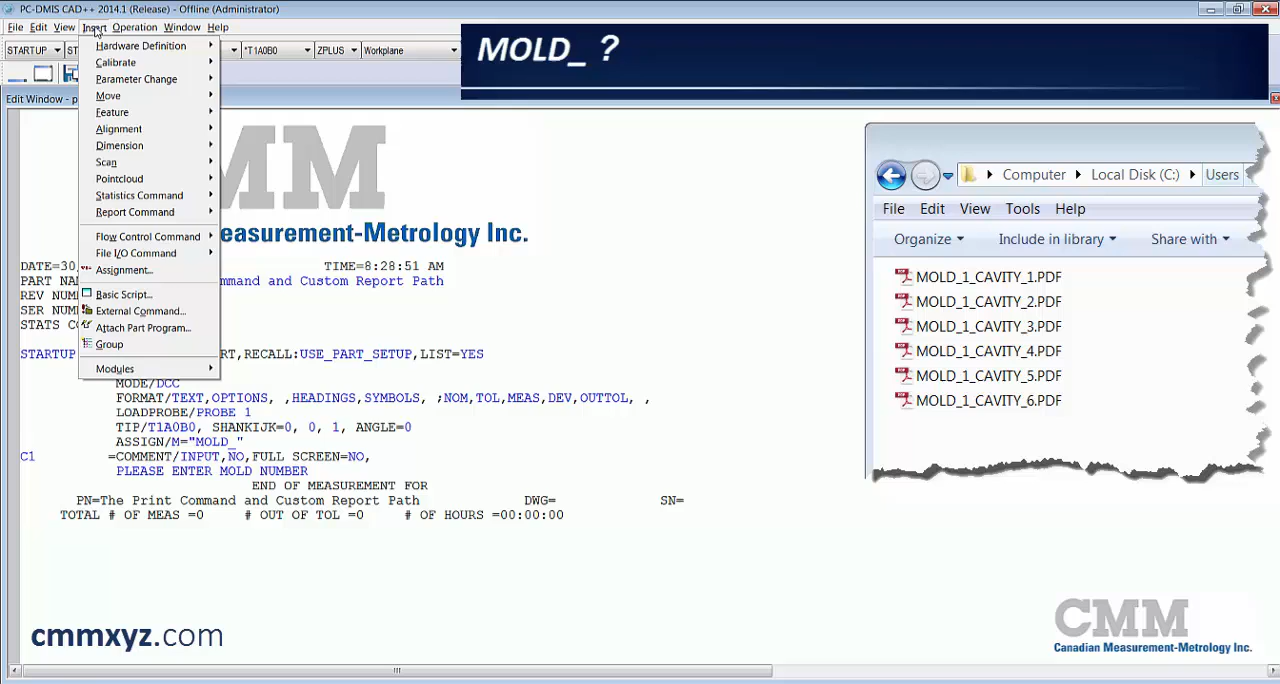 PC-DMIS CAD++ 2014.1 (Release) - Offline (Administrator)
File Edit View Insert Operation Window Help
STARTUP *T1A0B0 ZPLUS Workplane
MOLD_ ?
Edit Window -
Hardware Definition
Calibrate
Parameter Change
Move
Feature
Alignment
Dimension
Scan
Pointcloud
Statistics Command
Report Command
Flow Control Command
File I/O Command
Assignment...
Basic Script...
External Command...
Attach Part Program...
Group
Modules
CMM
easurement-Metrology Inc.
DATE=30, TIME=8:28:51 AM
PART NAM and and Custom Report Path
REV NUM
SER NUM
STATS CO
STARTUP RT,RECALL:USE_PART_SETUP,LIST=YES
MODE/DCC
FORMAT/TEXT,OPTIONS, ,HEADINGS,SYMBOLS, ;NOM,TOL,MEAS,DEV,OUTTOL, ,
LOADPROBE/PROBE 1
TIP/T1A0B0, SHANKIJK=0, 0, 1, ANGLE=0
ASSIGN/M="MOLD_"
C1 =COMMENT/INPUT,NO,FULL SCREEN=NO,
PLEASE ENTER MOLD NUMBER
END OF MEASUREMENT FOR
PN=The Print Command and Custom Report Path DWG= SN=
TOTAL # OF MEAS =0 # OUT OF TOL =0 # OF HOURS =00:00:00
Computer Local Disk (C:) Users
File Edit View Tools Help
Organize Include in library Share with
MOLD_1_CAVITY_1.PDF
MOLD_1_CAVITY_2.PDF
MOLD_1_CAVITY_3.PDF
MOLD_1_CAVITY_4.PDF
MOLD_1_CAVITY_5.PDF
MOLD_1_CAVITY_6.PDF
cmmxyz.com
CMM
Canadian Measurement-Metrology Inc.